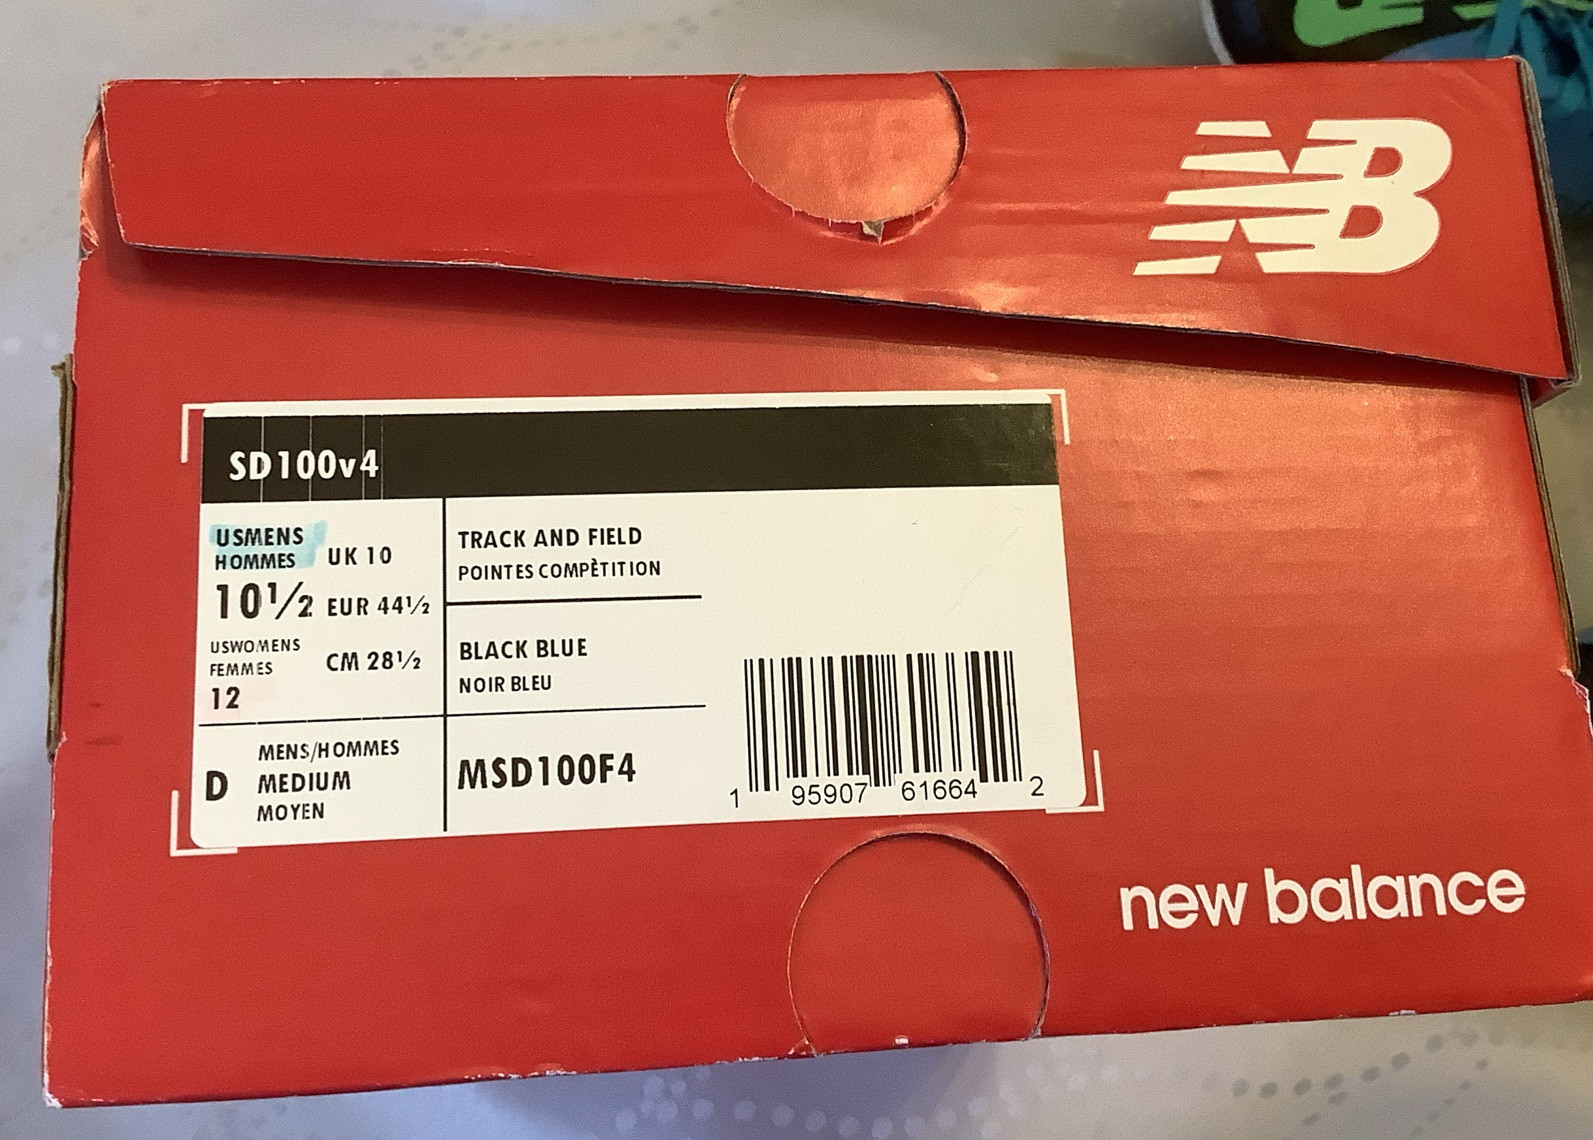 NB
SD100v4
USMENS
HOMMES
UK 10
10½ EUR 44½
USWOMENS
FEMMES
CM 28½
12
D
MENS/HOMMES
MEDIUM
MOYEN
TRACK AND FIELD
POINTES COMPÈTITION
BLACK BLUE
NOIR BLEU
MSD100F4
1 95907 61664 2
new balance